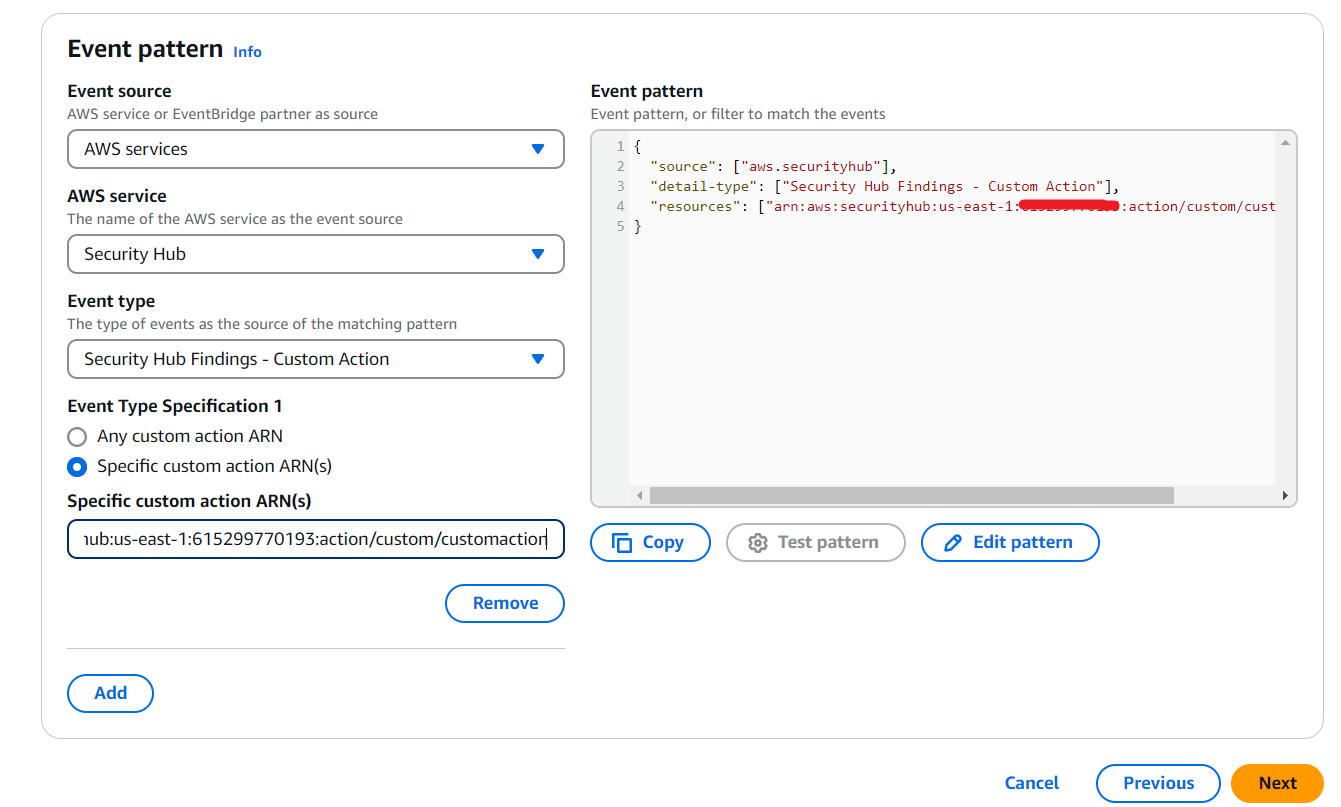 Event pattern Info
Event source
AWS service or EventBridge partner as source
AWS services
AWS service
The name of the AWS service as the event source
Security Hub
Event type
The type of events as the source of the matching pattern
Security Hub Findings - Custom Action
Event Type Specification 1
Any custom action ARN
Specific custom action ARN(s)
Specific custom action ARN(s)
hub:us-east-1:615299770193:action/custom/customaction
Remove
Add
Event pattern
Event pattern, or filter to match the events
1 {
2 "source": ["aws.securityhub"],
3 "detail-type": ["Security Hub Findings - Custom Action"],
4 "resources": ["arn:aws:securityhub:us-east-1: :action/custom/cust
5 }
Copy
Test pattern
Edit pattern
Cancel
Previous
Next